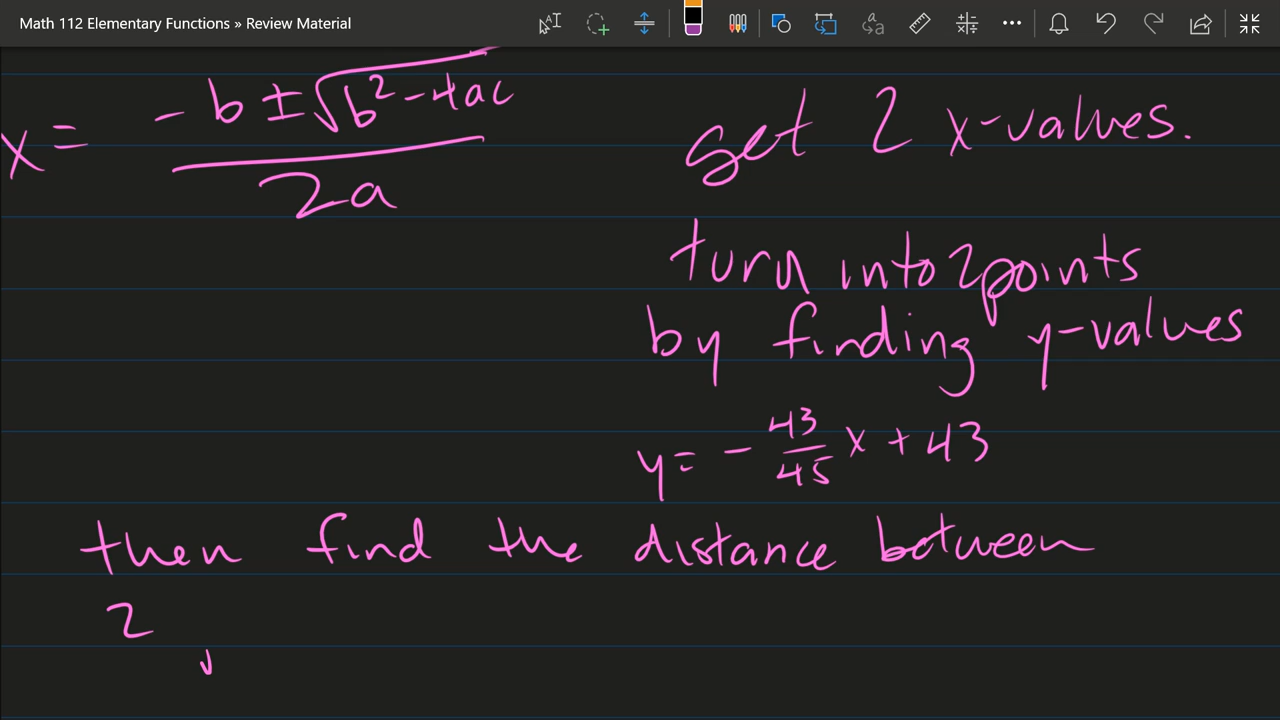 Math 112 Elementary Functions » Review Material
x = -b ± √(b² - 4ac) / 2a
get 2 x-values.
turn into 2 points
by finding y-values
y = - 43/45 x + 43
then find the distance between
2